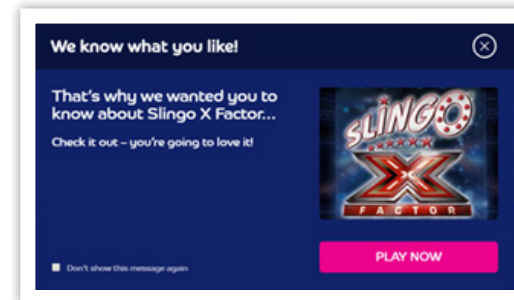 We know what you like!
That's why we wanted you to
know about Slingo X Factor...
Check it out – you're going to love it!
SLINGO
X
FACTOR
PLAY NOW
Don't show this message again